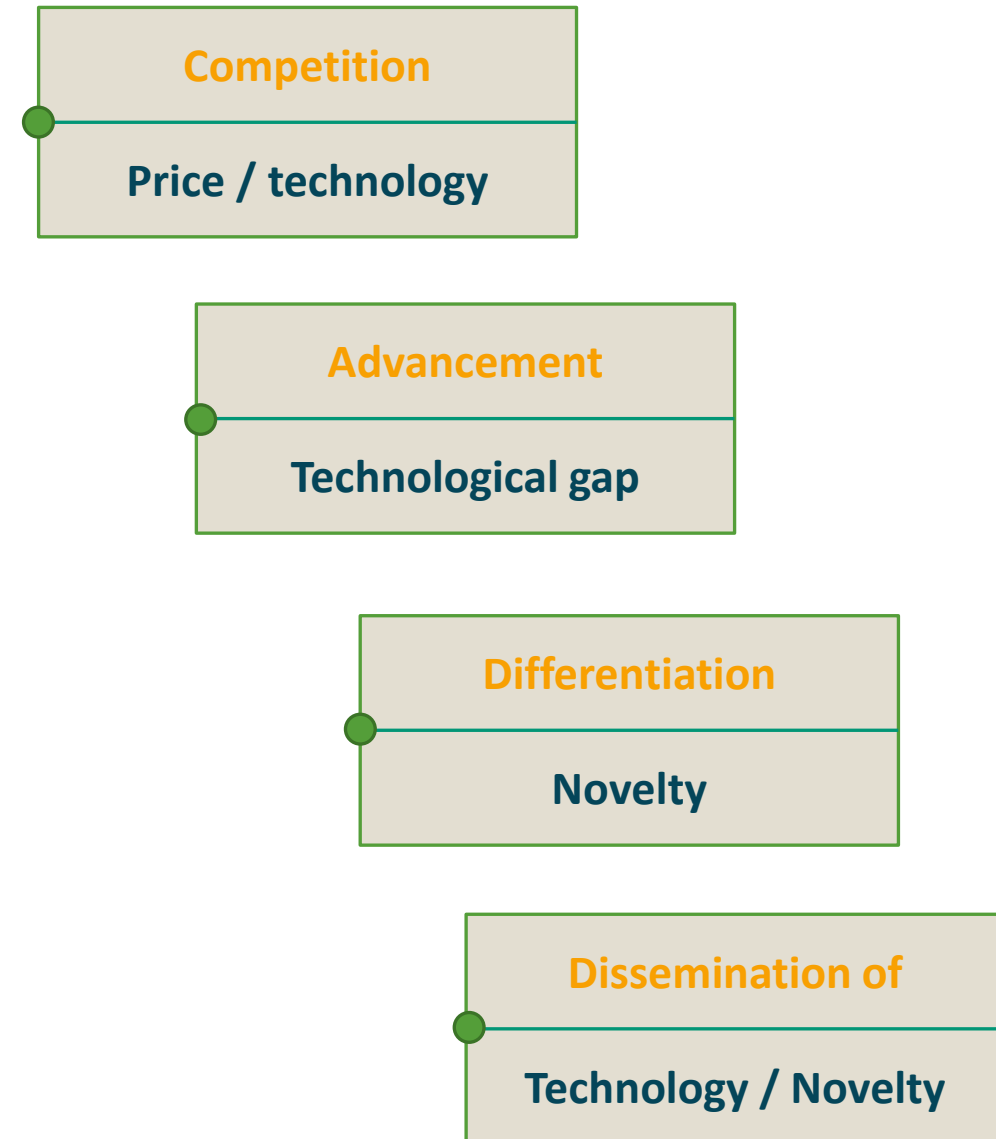 Competition
Price / technology
Advancement
Technological gap
Differentiation
Novelty
Dissemination of
Technology / Novelty